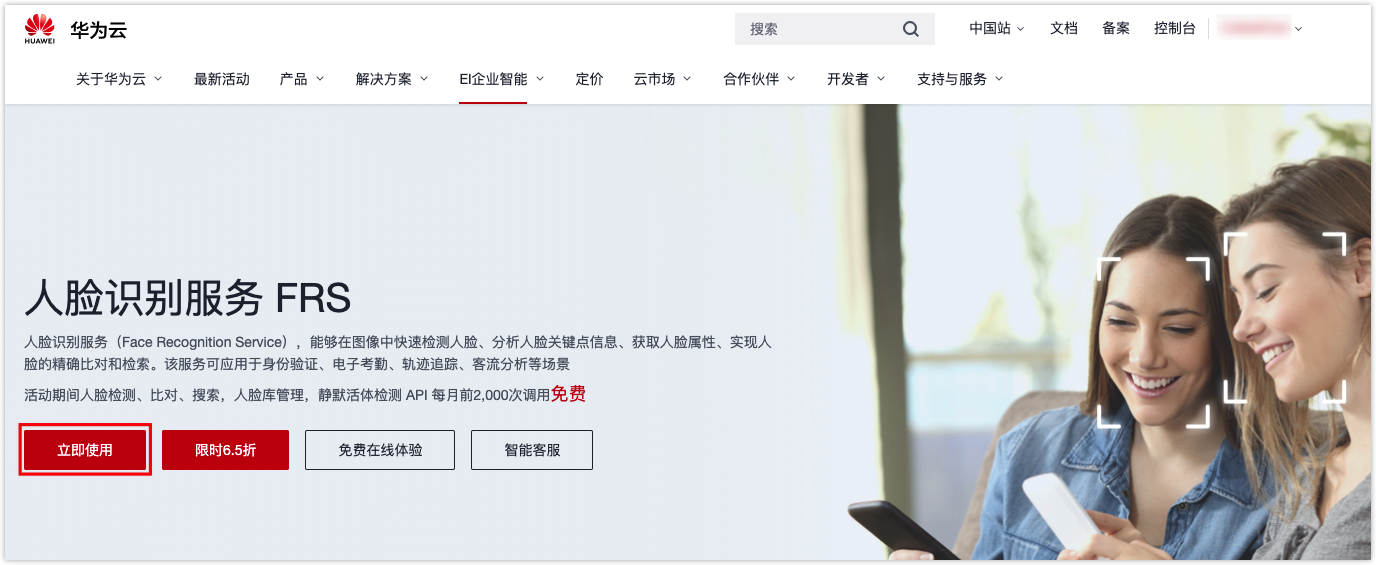 HUAWEI
华为云
搜索
中国站
文档
备案
控制台
关于华为云
最新活动
产品
解决方案
EI企业智能
定价
云市场
合作伙伴
开发者
支持与服务
人脸识别服务 FRS
人脸识别服务（Face Recognition Service），能够在图像中快速检测人脸、分析人脸关键点信息、获取人脸属性、实现人
脸的精确比对和检索。该服务可应用于身份验证、电子考勤、轨迹追踪、客流分析等场景
活动期间人脸检测、比对、搜索，人脸库管理，静默活体检测 API 每月前2,000次调用免费
立即使用
限时6.5折
免费在线体验
智能客服